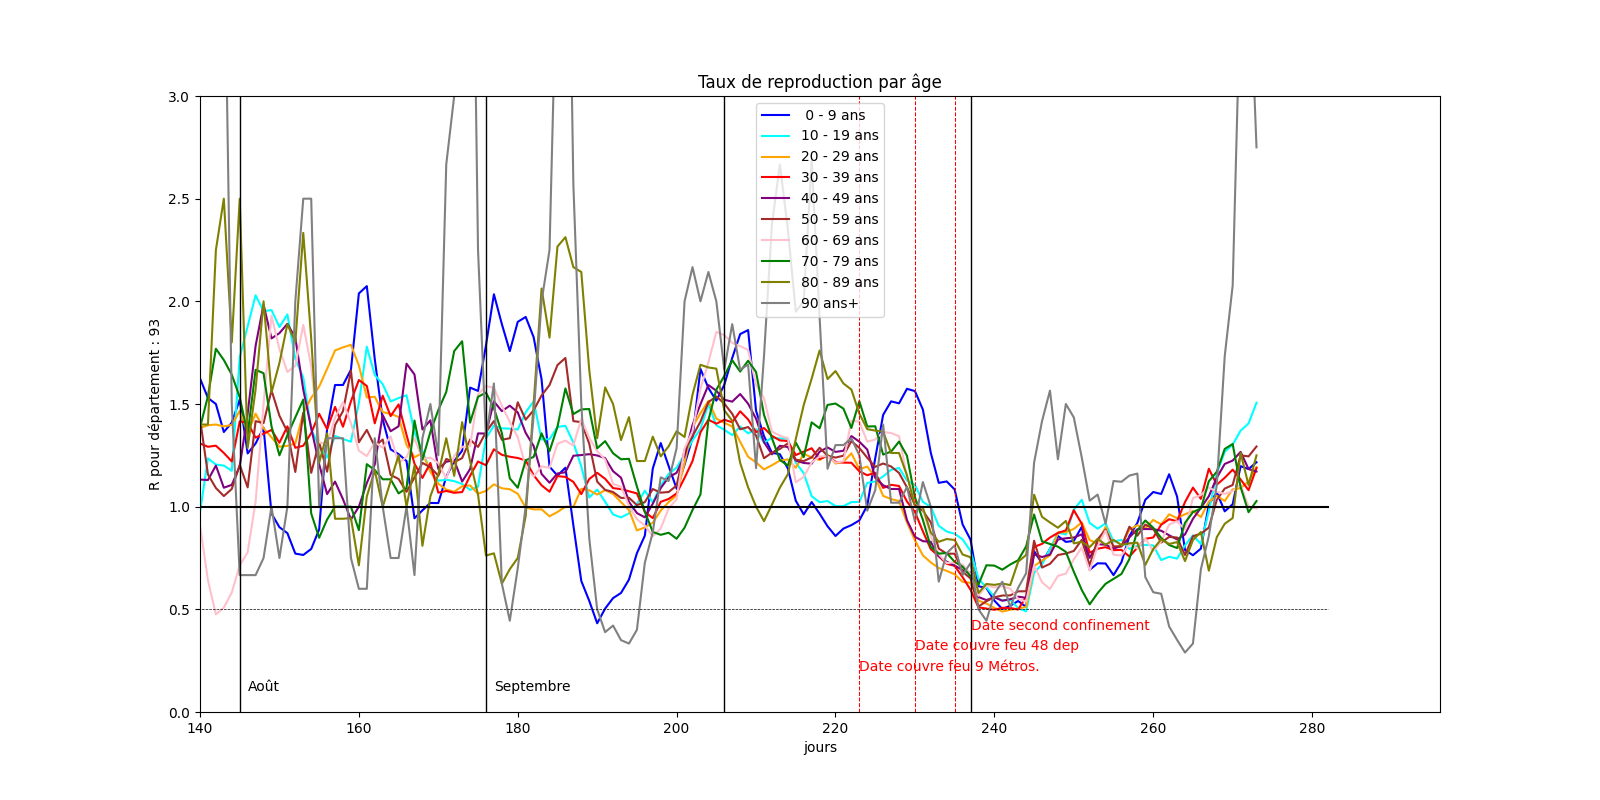 Taux de reproduction par âge
3.0
2.5
2.0
1.5
1.0
0.5
0.0
R pour département : 93
0 - 9 ans
10 - 19 ans
20 - 29 ans
30 - 39 ans
40 - 49 ans
50 - 59 ans
60 - 69 ans
70 - 79 ans
80 - 89 ans
90 ans+
Date second confinement
Date couvre feu 48 dep
Date couvre feu 9 Métros.
Août
Septembre
140
160
180
200
220
240
260
280
jours